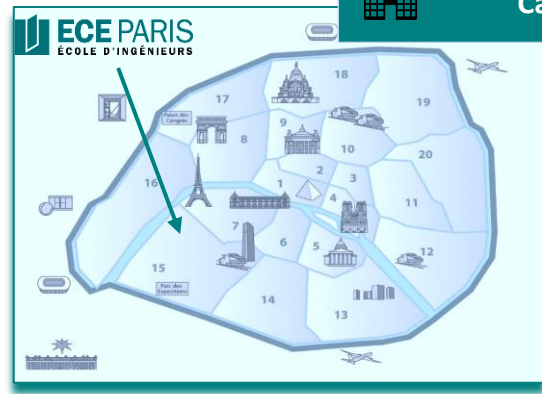 Ca
ECE PARIS
ÉCOLE D'INGÉNIEURS
18
17
19
Palais des
Congrès
9
8
10
20
2
3
16
1
4
11
7
6
5
12
15
Parc des
Expositions
14
13